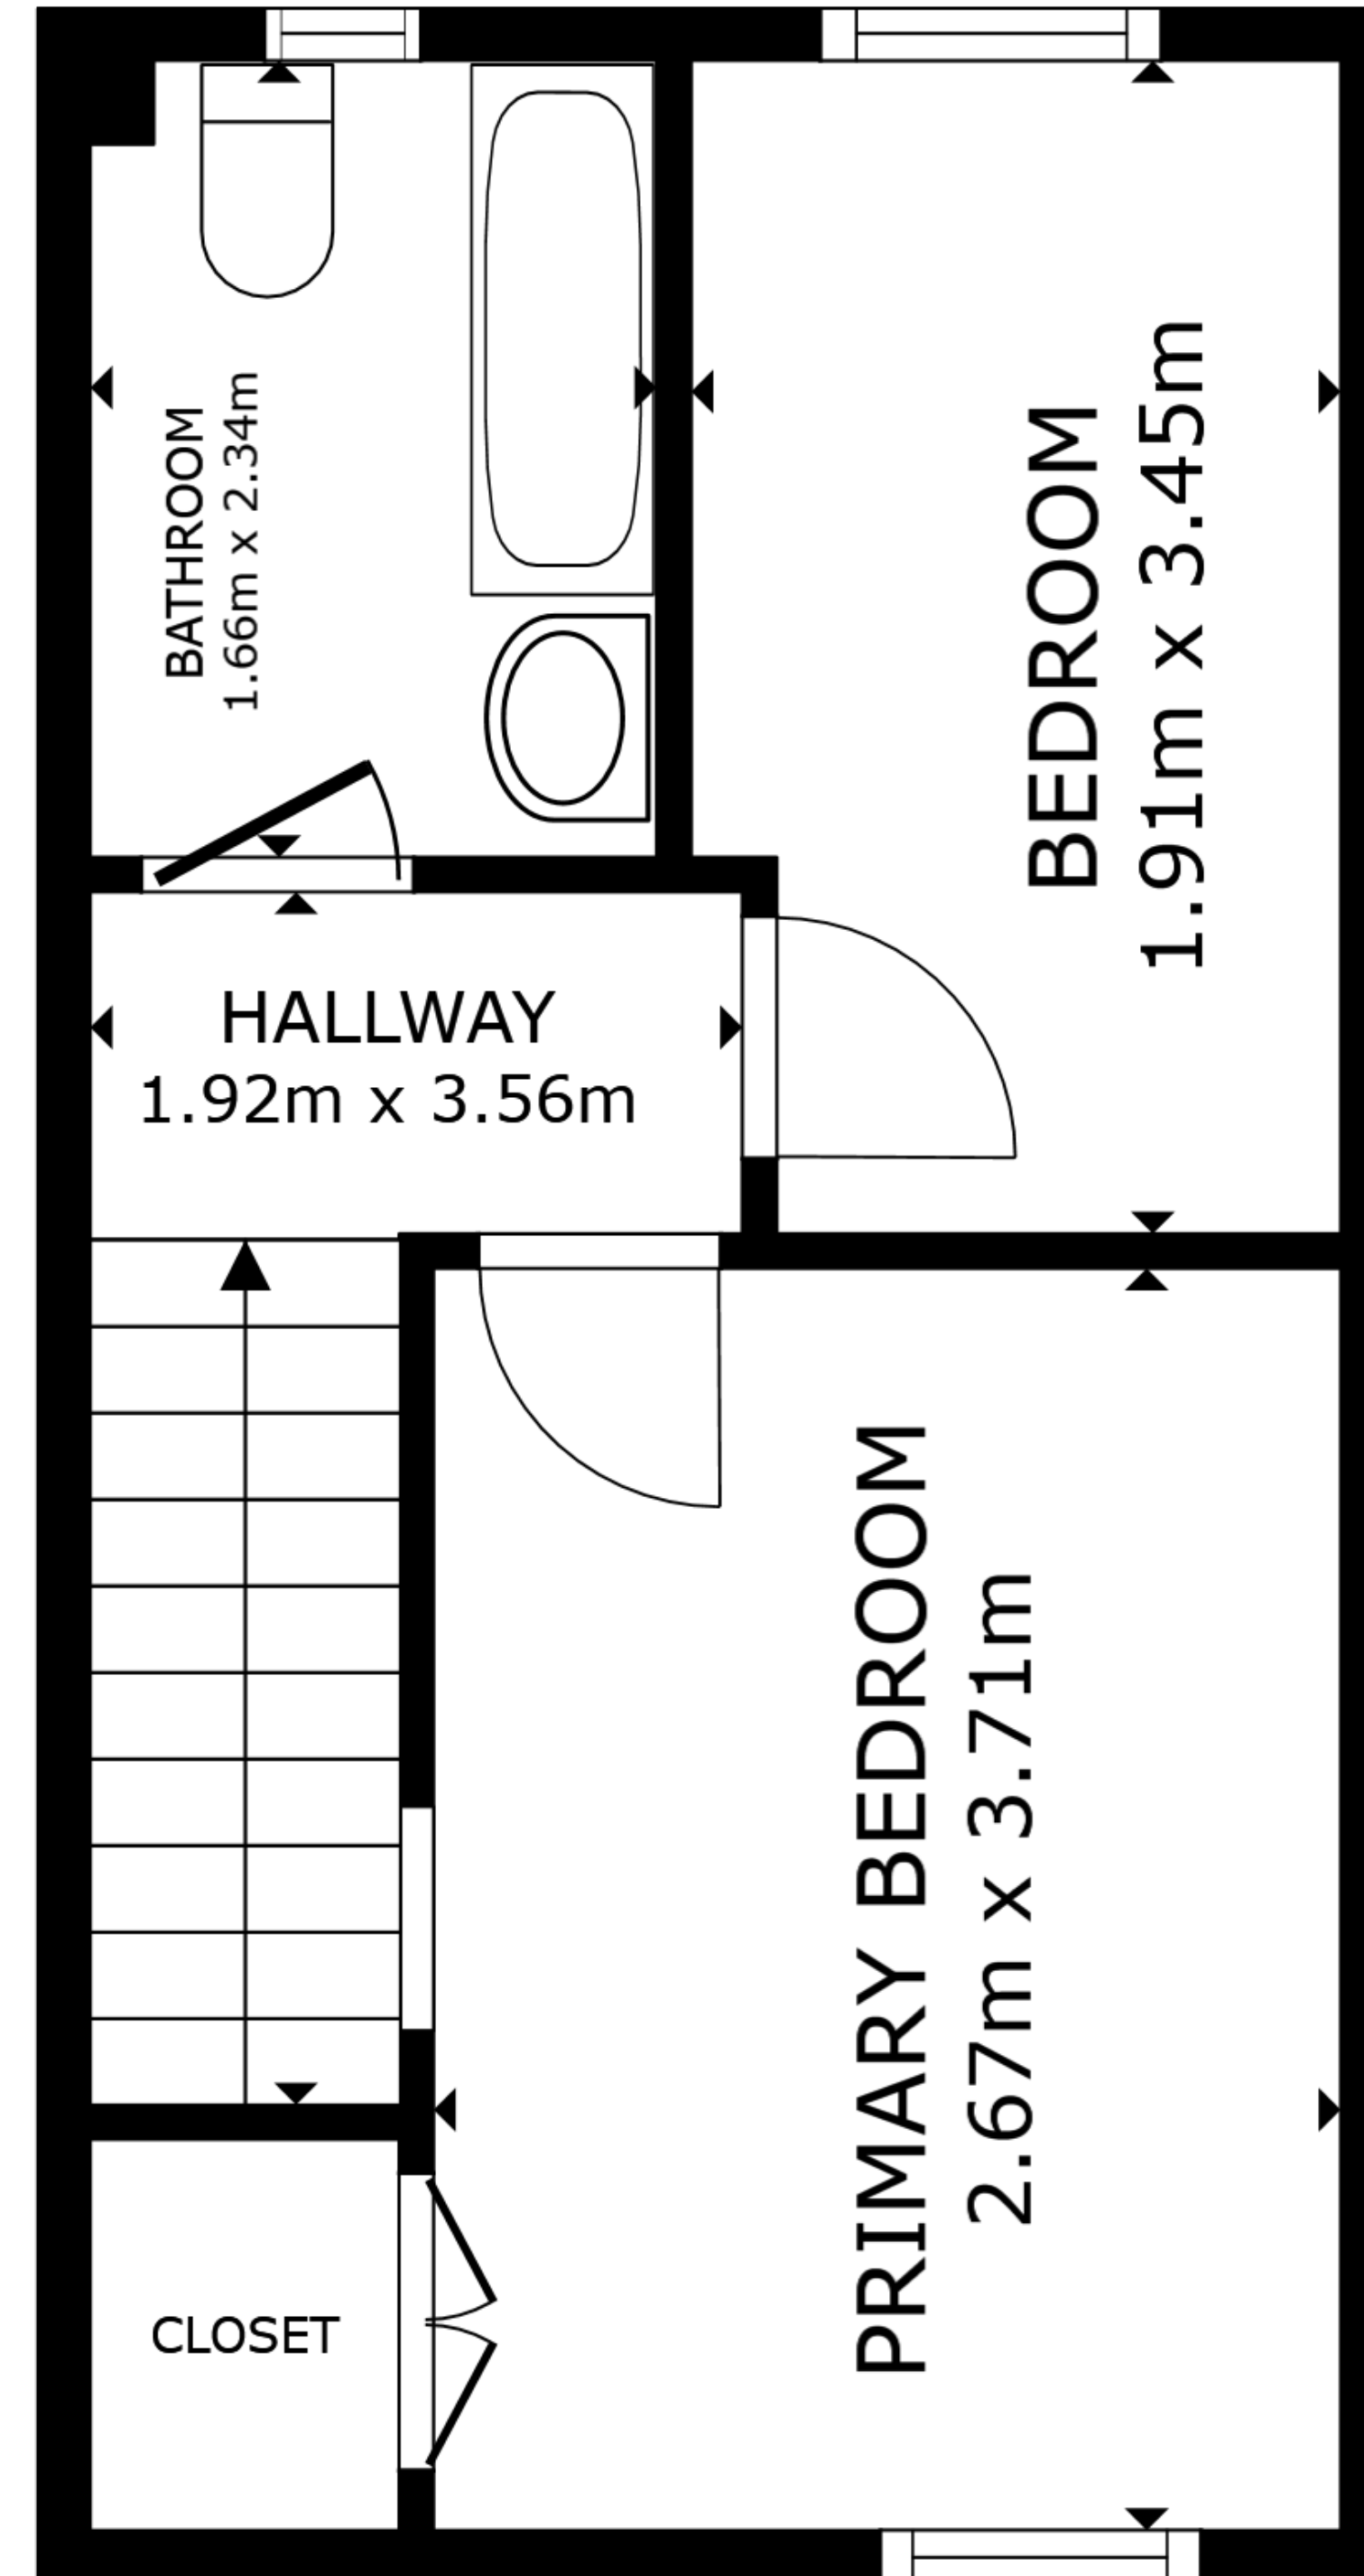 BATHROOM
1.66m x 2.34m
BEDROOM
1.91m x 3.45m
HALLWAY
1.92m x 3.56m
PRIMARY BEDROOM
2.67m x 3.71m
CLOSET